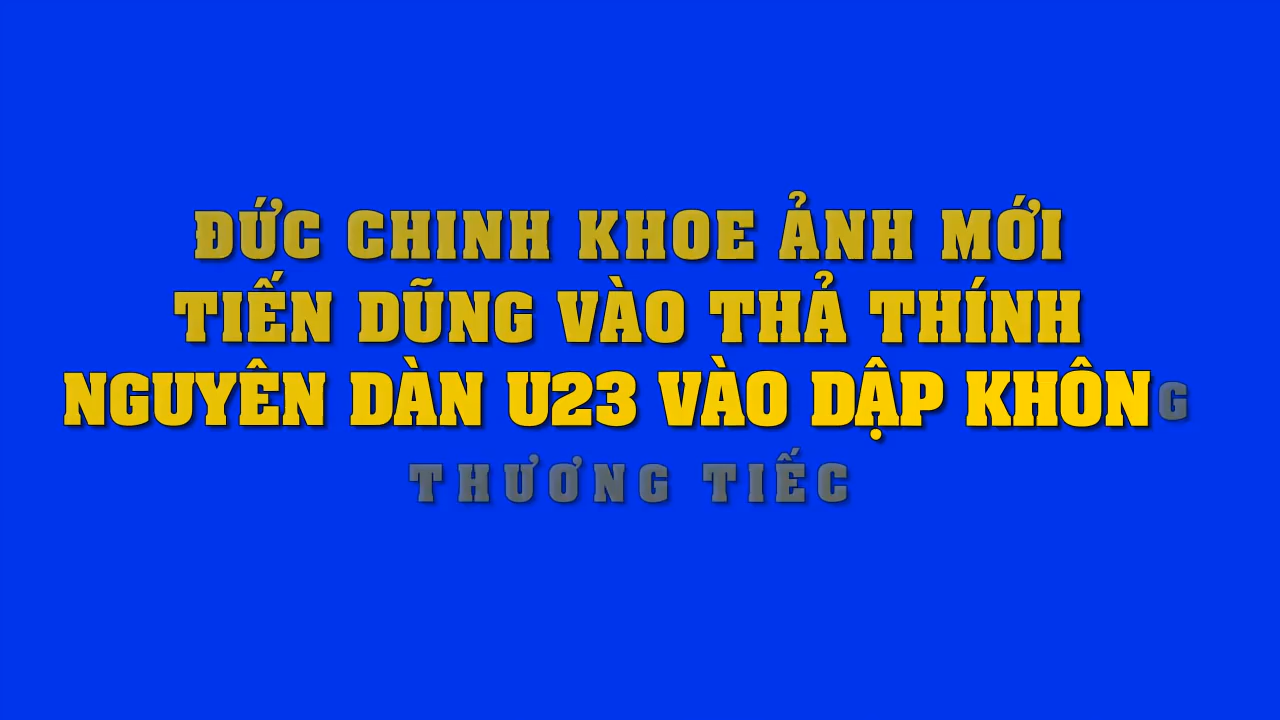 ĐỨC CHINH KHOE ẢNH MỚI
TIẾN DŨNG VÀO THẢ THÍNH
NGUYÊN DÀN U23 VÀO DẬP KHÔNG
THƯƠNG TIẾC